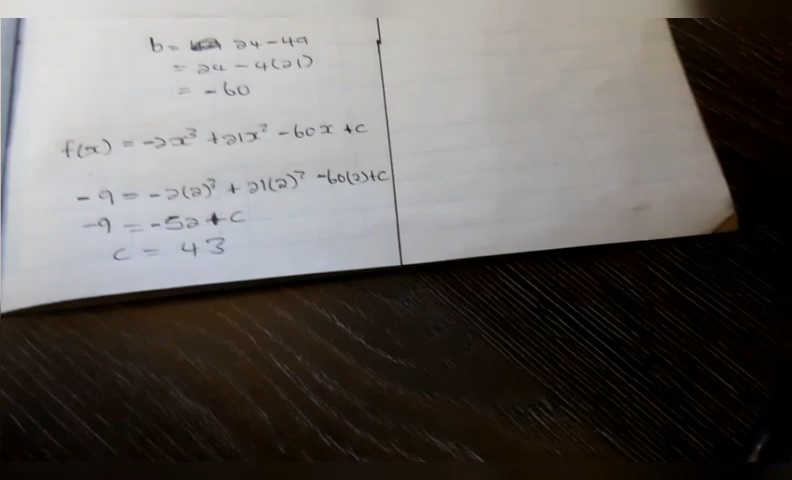 b = 24 - 4a
= 24 - 4(21)
= -60
f(x) = -2x³ + 21x² - 60x + c
-9 = -2(2)³ + 21(2)² - 60(2) + c
-9 = -52 + c
c = 43